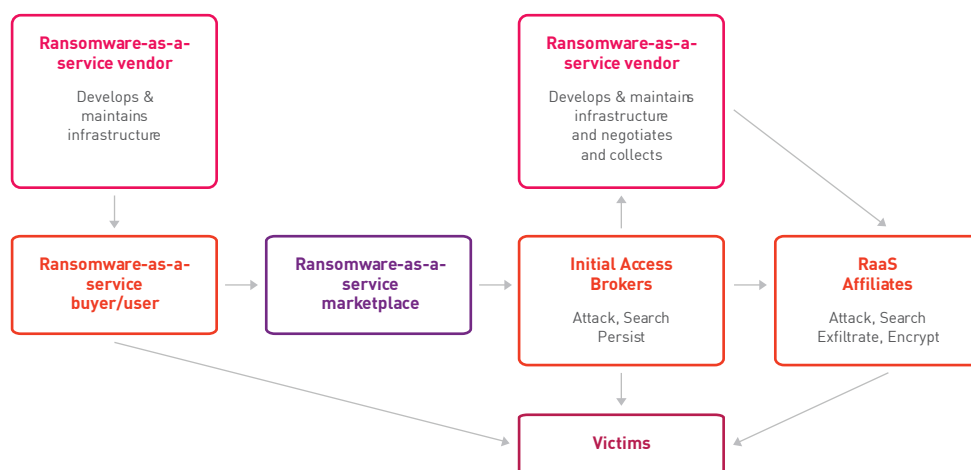 Ransomware-as-a-
service vendor
Develops &
maintains
infrastructure
Ransomware-as-a-
service vendor
Develops & maintains
infrastructure
and negotiates
and collects
Ransomware-as-a-
service
buyer/user
Ransomware-as-a-
service
marketplace
Initial Access
Brokers
Attack, Search
Persist
RaaS
Affiliates
Attack, Search
Exfiltrate, Encrypt
Victims